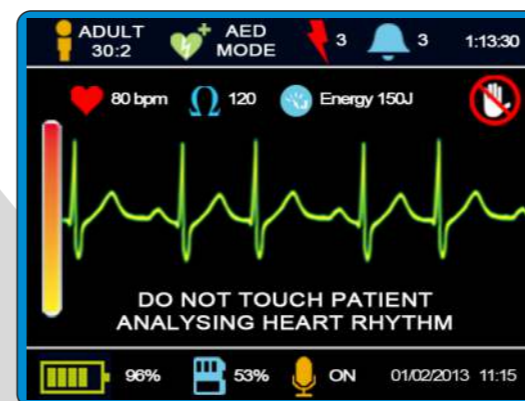 ADULT
30:2
AED
MODE
3
3
1:13:30
80 bpm
Ω 120
Energy 150J
DO NOT TOUCH PATIENT
ANALYSING HEART RHYTHM
96%
53%
ON
01/02/2013 11:15